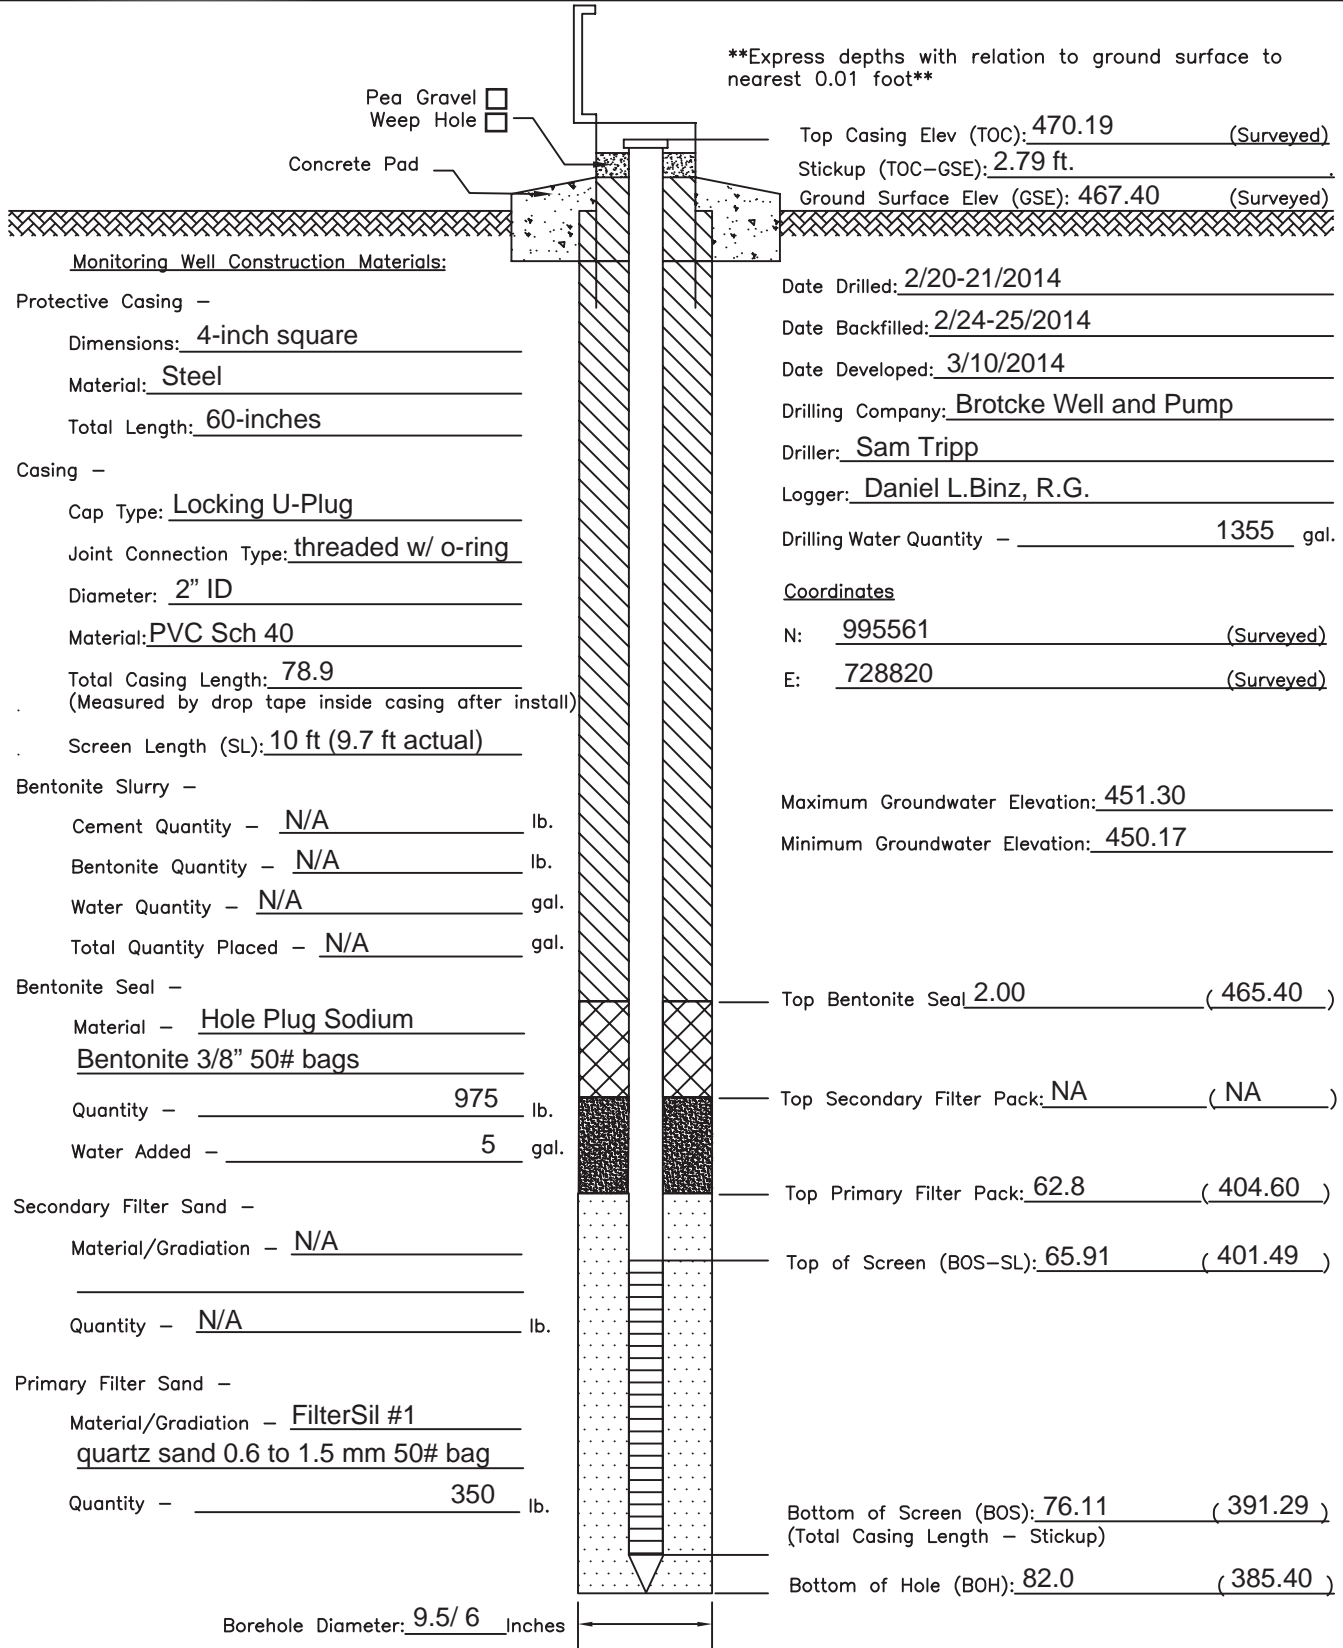 **Express depths with relation to ground surface to
nearest 0.01 foot**
Pea Gravel
Weep Hole
Concrete Pad
Top Casing Elev (TOC): 470.19 (Surveyed)
Stickup (TOC-GSE): 2.79 ft.
Ground Surface Elev (GSE): 467.40 (Surveyed)
Monitoring Well Construction Materials:
Protective Casing –
Dimensions: 4-inch square
Material: Steel
Total Length: 60-inches
Casing –
Cap Type: Locking U-Plug
Joint Connection Type: threaded w/ o-ring
Diameter: 2” ID
Material: PVC Sch 40
Total Casing Length: 78.9
(Measured by drop tape inside casing after install)
Screen Length (SL): 10 ft (9.7 ft actual)
Bentonite Slurry –
Cement Quantity – N/A lb.
Bentonite Quantity – N/A lb.
Water Quantity – N/A gal.
Total Quantity Placed – N/A gal.
Bentonite Seal –
Material – Hole Plug Sodium
Bentonite 3/8” 50# bags
Quantity – 975 lb.
Water Added – 5 gal.
Secondary Filter Sand –
Material/Gradiation – N/A
Quantity – N/A lb.
Primary Filter Sand –
Material/Gradiation – FilterSil #1
quartz sand 0.6 to 1.5 mm 50# bag
Quantity – 350 lb.
Date Drilled: 2/20-21/2014
Date Backfilled: 2/24-25/2014
Date Developed: 3/10/2014
Drilling Company: Brotcke Well and Pump
Driller: Sam Tripp
Logger: Daniel L.Binz, R.G.
Drilling Water Quantity – 1355 gal.
Coordinates
N: 995561 (Surveyed)
E: 728820 (Surveyed)
Maximum Groundwater Elevation: 451.30
Minimum Groundwater Elevation: 450.17
Top Bentonite Seal 2.00 ( 465.40 )
Top Secondary Filter Pack: NA ( NA )
Top Primary Filter Pack: 62.8 ( 404.60 )
Top of Screen (BOS-SL): 65.91 ( 401.49 )
Bottom of Screen (BOS): 76.11 ( 391.29 )
(Total Casing Length – Stickup)
Bottom of Hole (BOH): 82.0 ( 385.40 )
Borehole Diameter: 9.5/ 6 Inches